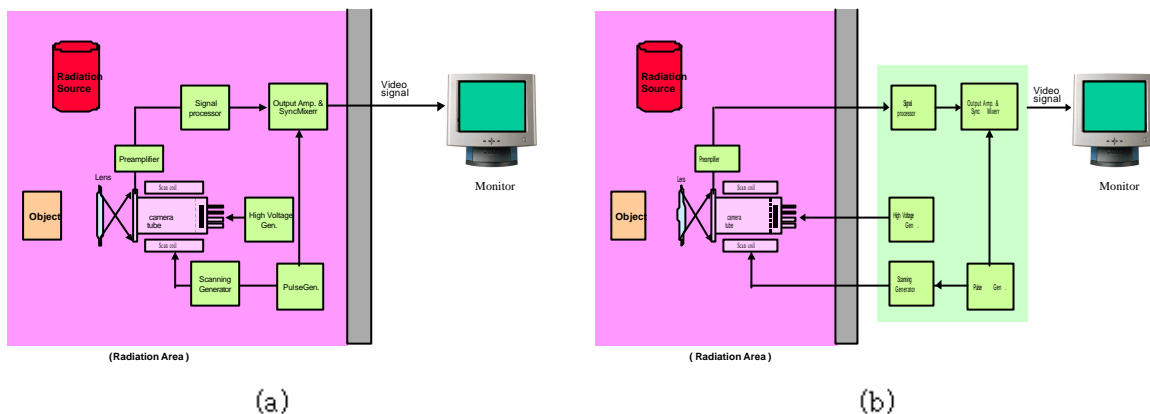 Radiation
Source
Signal
processor
Output Amp. &
SyncMixerr
Video
signal
Preamplifier
Lens
Scan coil
Monitor
Object
camera
tube
High Voltage
Gen.
Scan coil
Scanning
Generator
PulseGen.
( Radiation Area )
(a)
Radiation
Source
Signal
processor
Output Amp. &
Sync Mixerr
Video
signal
Preamplifier
Lens
Scan coil
Monitor
Object
camera
tube
High Voltage
Gen .
Scan coil
Scanning
Generator
Pulse Gen .
( Radiation Area )
(b)